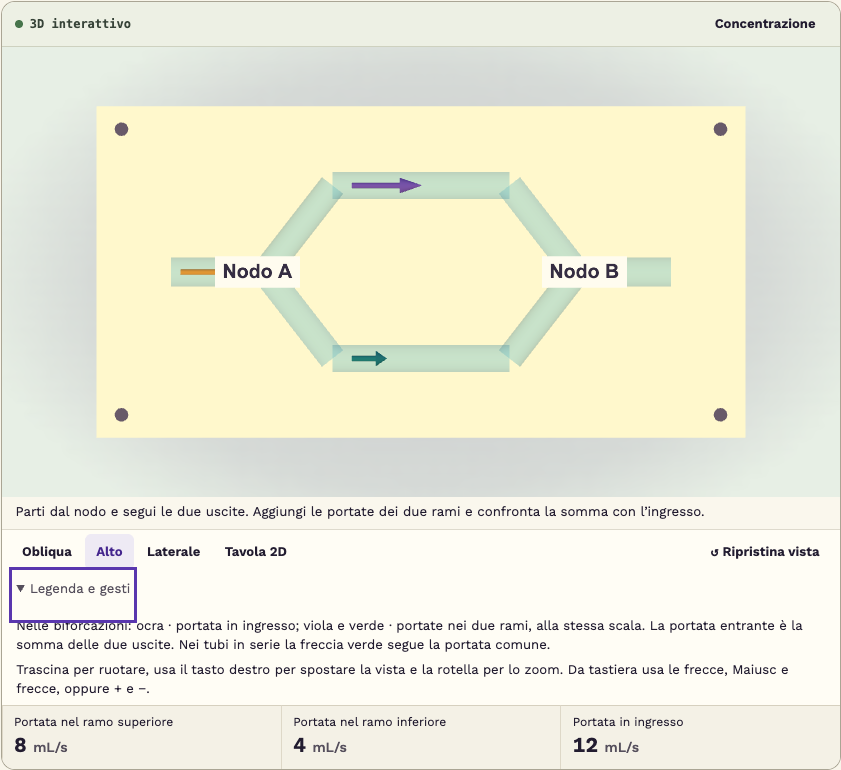 3D interattivo
Concentrazione
Nodo A
Nodo B
Parti dal nodo e segui le due uscite. Aggiungi le portate dei due rami e confronta la somma con l’ingresso.
Obliqua Alto Laterale Tavola 2D
↺ Ripristina vista
▼ Legenda e gesti
Nelle biforcazioni: ocra · portata in ingresso; viola e verde · portate nei due rami, alla stessa scala. La portata entrante è la
somma delle due uscite. Nei tubi in serie la freccia verde segue la portata comune.
Trascina per ruotare, usa il tasto destro per spostare la vista e la rotella per lo zoom. Da tastiera usa le frecce, Maiusc e
frecce, oppure + e −.
Portata nel ramo superiore
8 mL/s
Portata nel ramo inferiore
4 mL/s
Portata in ingresso
12 mL/s